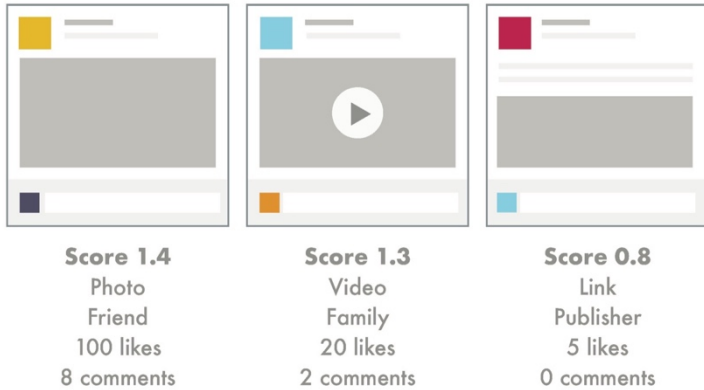 Score 1.4
Photo
Friend
100 likes
8 comments
Score 1.3
Video
Family
20 likes
2 comments
Score 0.8
Link
Publisher
5 likes
0 comments